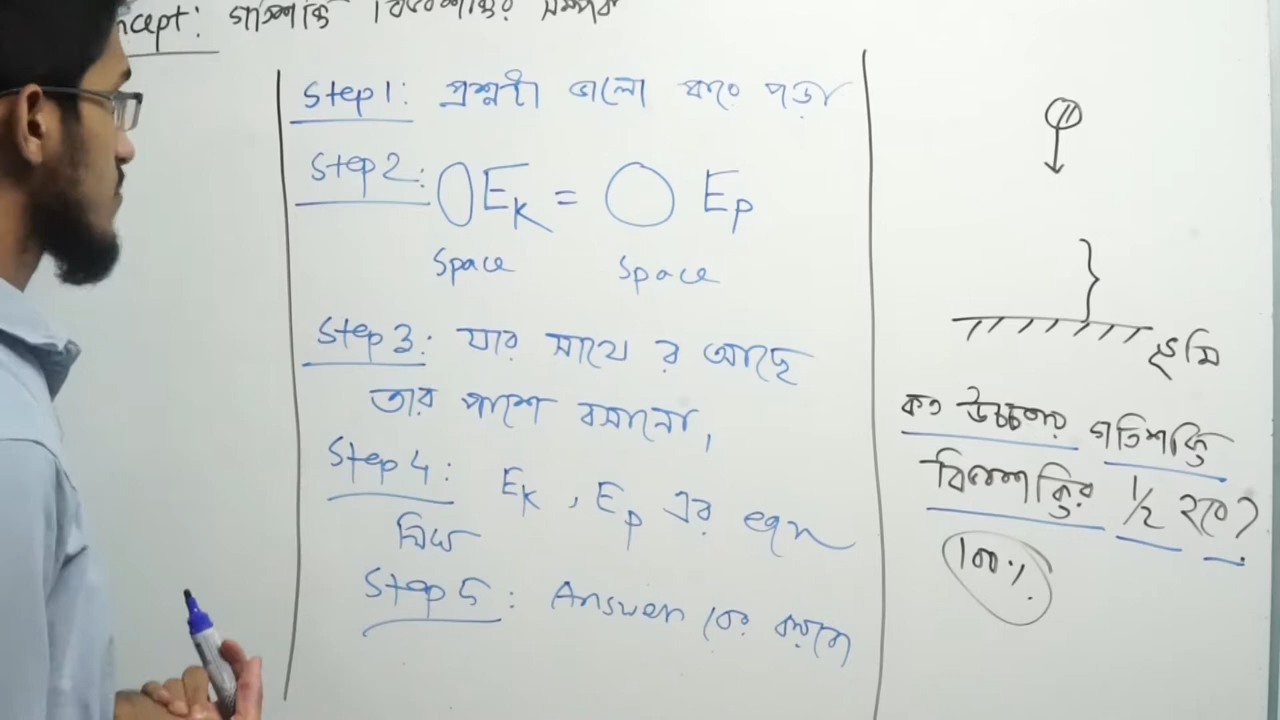 ncept: গতিশক্তি বিভবশক্তির সম্পর্ক
Step1: প্রশ্নটা ভালো করে পড়া
Step2: Eₖ = Eₚ
Space Space
Step3: যার সাথে র আছে
তার পাশে বসানো,
Step4: Eₖ, Eₚ এর eqn
দিয়ে
Step5: Answer বের করবে
ভূমি
কত উচ্চতায় গতিশক্তি
বিভবশক্তির 1/2 হবে?
100%